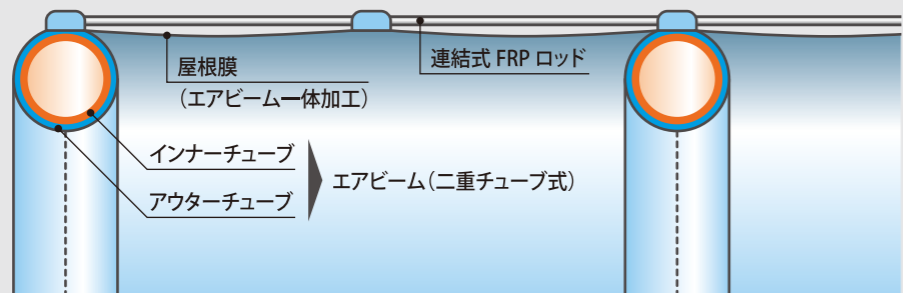 屋根膜
（エアビーム一体加工）
連結式 FRP ロッド
インナーチューブ
アウターチューブ
エアビーム（二重チューブ式）